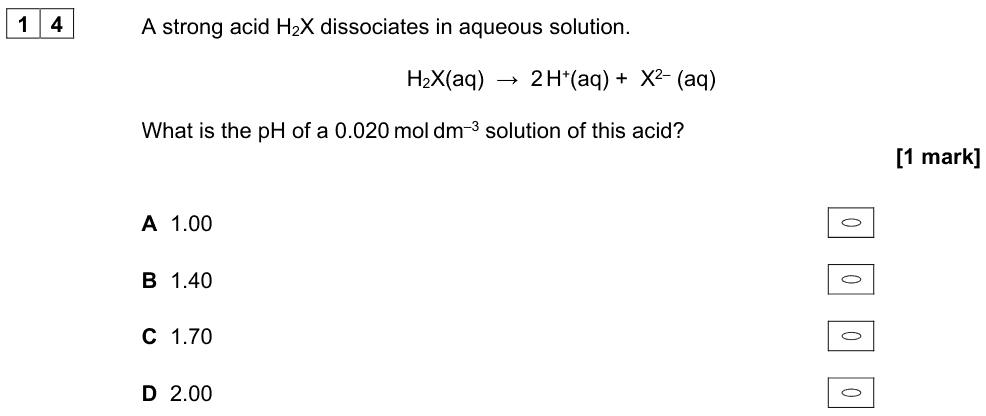 1 4 A strong acid H₂X dissociates in aqueous solution.
H₂X(aq) → 2 H⁺(aq) + X²⁻ (aq)
What is the pH of a 0.020 mol dm⁻³ solution of this acid?
[1 mark]
A 1.00
B 1.40
C 1.70
D 2.00